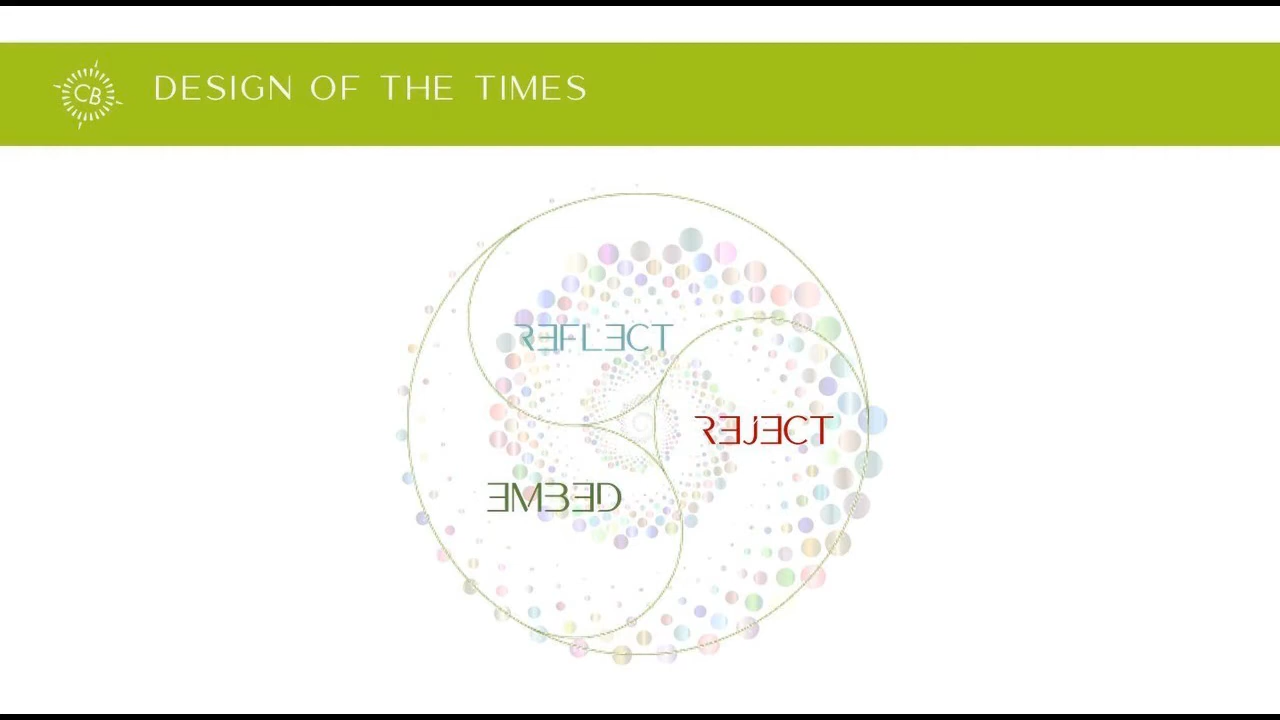 CB
DESIGN OF THE TIMES
REFLECT
REJECT
EMBED